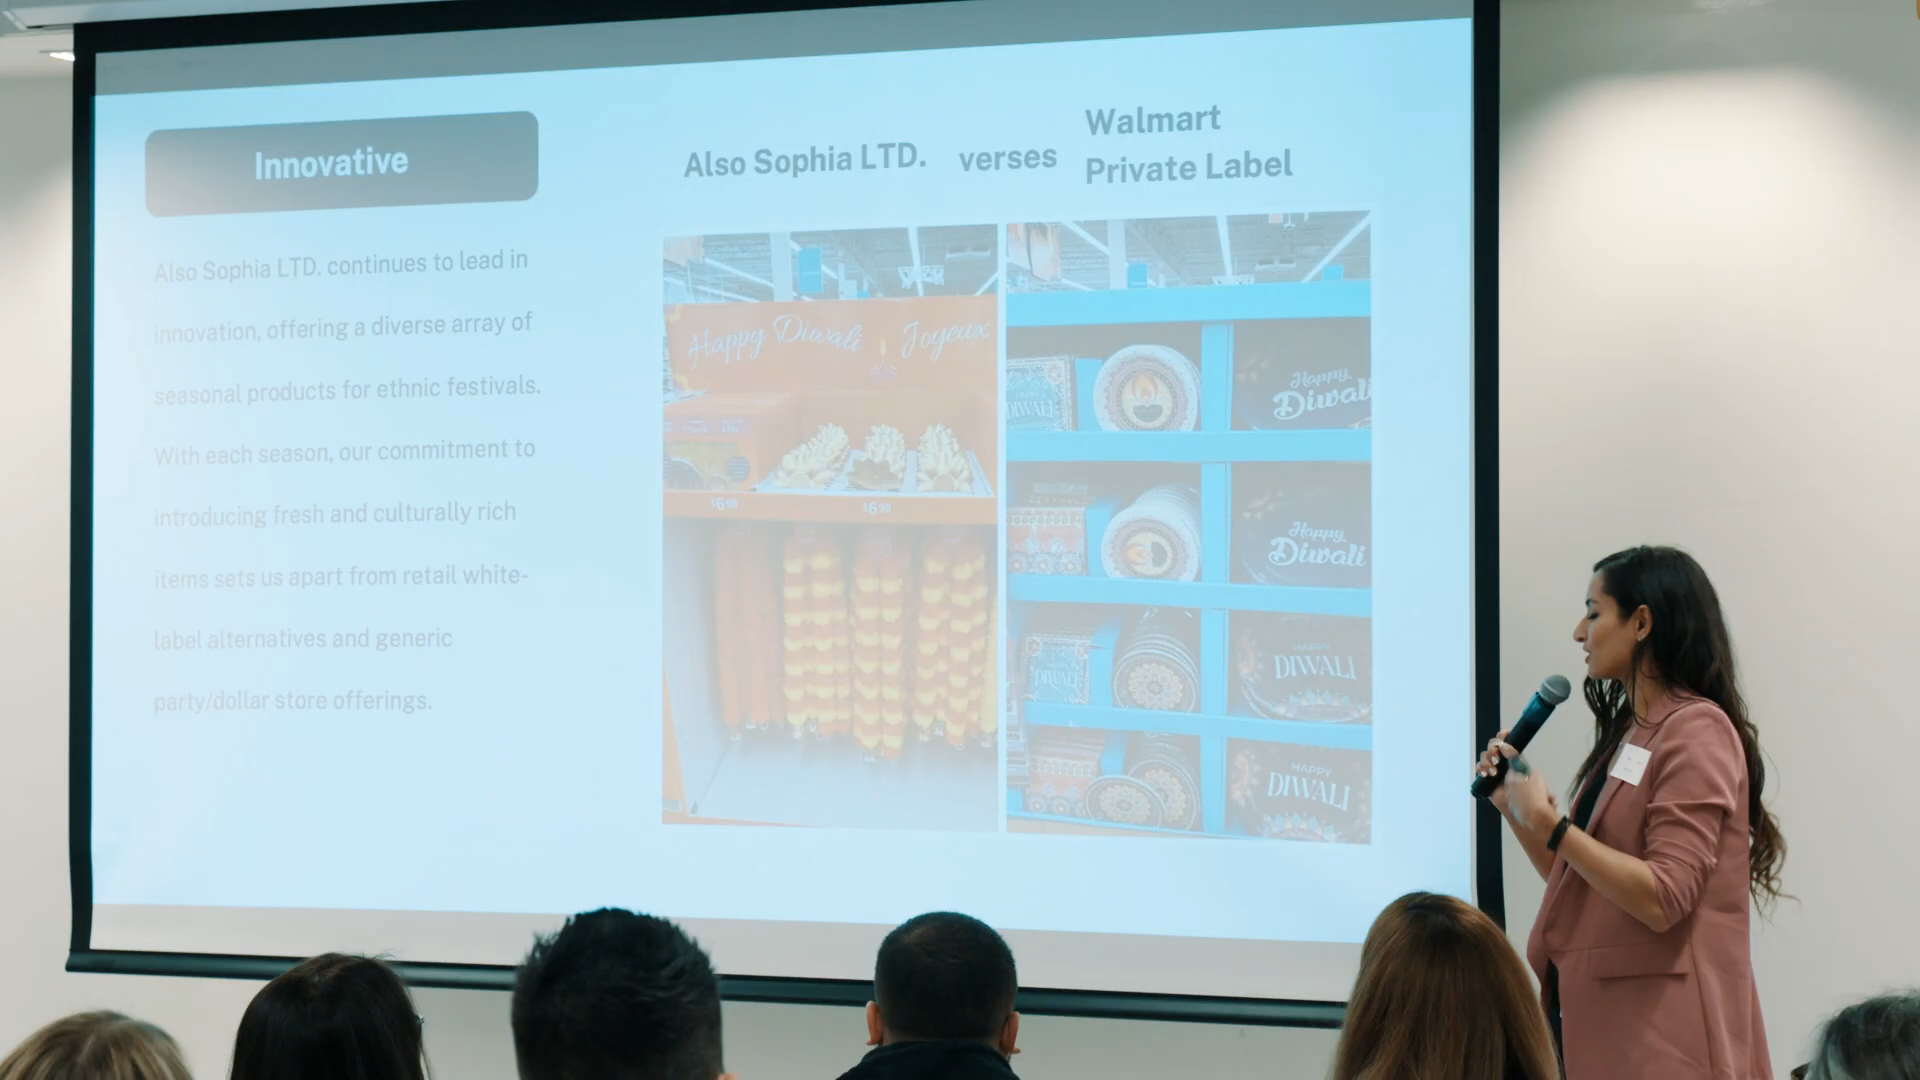 Innovative
Also Sophia LTD. continues to lead in
innovation, offering a diverse array of
seasonal products for ethnic festivals.
With each season, our commitment to
introducing fresh and culturally rich
items sets us apart from retail white-
label alternatives and generic
party/dollar store offerings.
Also Sophia LTD. verses
Walmart
Private Label
Happy Diwali Joyeux
$6.98
$6.98
DIWALI
Happy
Diwali
Happy
Diwali
HAPPY
DIWALI
HAPPY
DIWALI